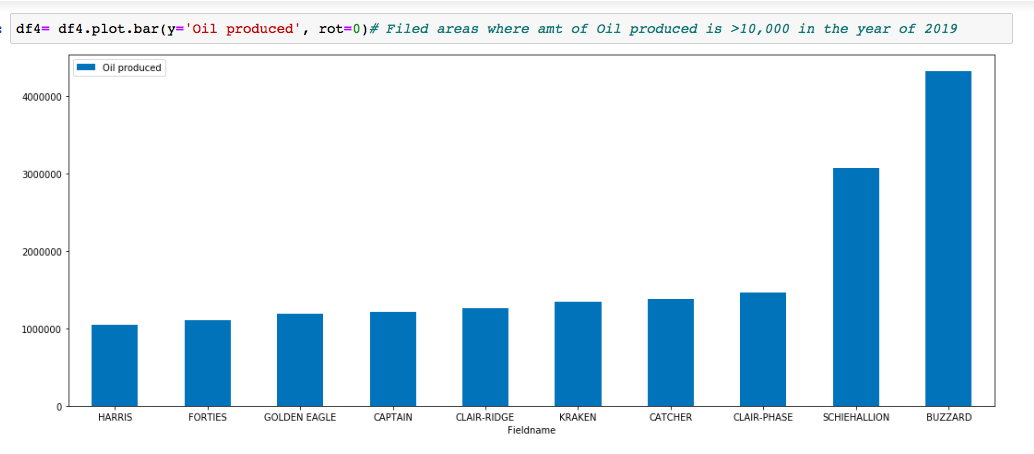 : df4= df4.plot.bar(y='Oil produced', rot=0)# Filed areas where amt of Oil produced is >10,000 in the year of 2019
Oil produced
4000000
3000000
2000000
1000000
0
HARRIS FORTIES GOLDEN EAGLE CAPTAIN CLAIR-RIDGE KRAKEN CATCHER CLAIR-PHASE SCHIEHALLION BUZZARD
Fieldname